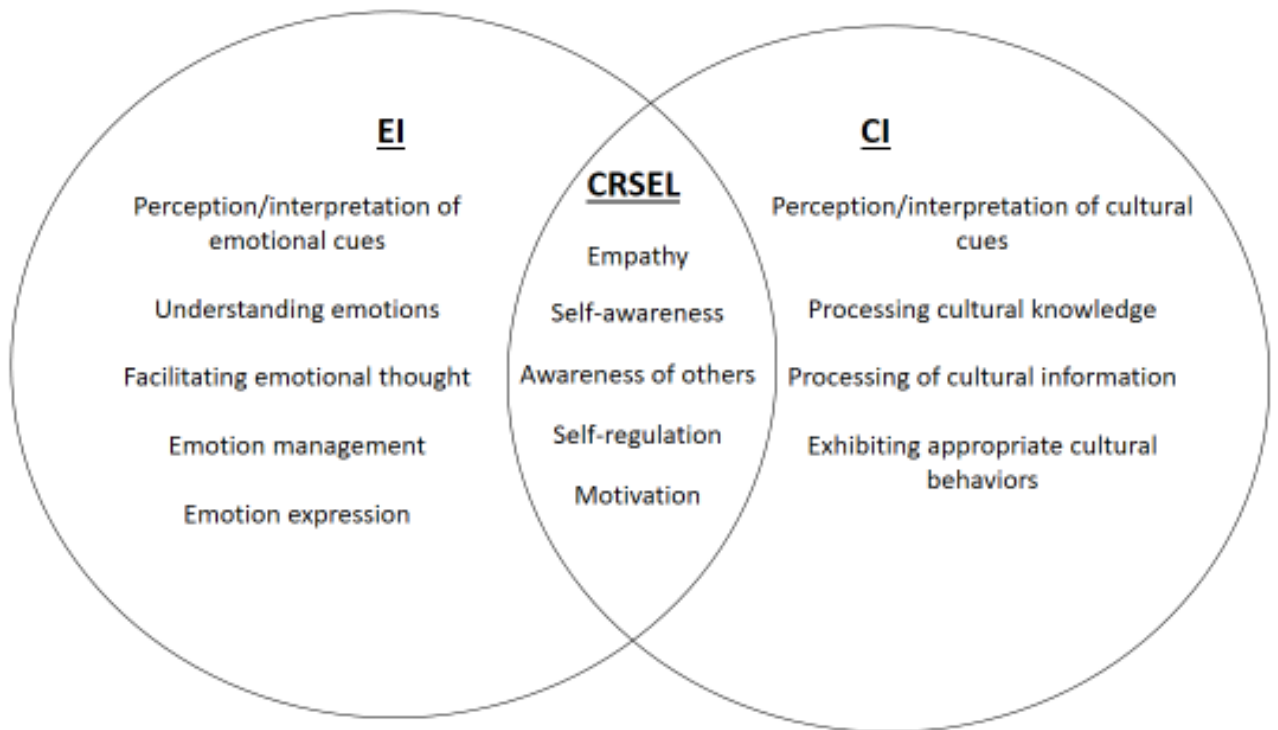 EI
Perception/interpretation of
emotional cues
Understanding emotions
Facilitating emotional thought
Emotion management
Emotion expression
CRSEL
Empathy
Self-awareness
Awareness of others
Self-regulation
Motivation
CI
Perception/interpretation of cultural
cues
Processing cultural knowledge
Processing of cultural information
Exhibiting appropriate cultural
behaviors